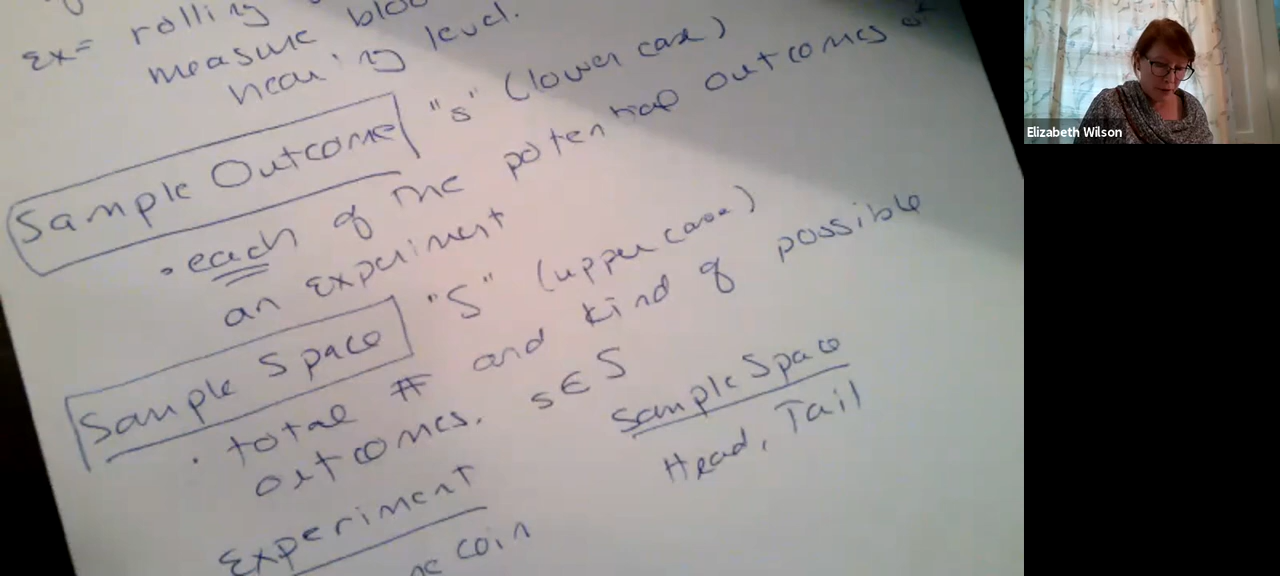 Ex= rolling
measure bloo
hearing level.
Sample Outcome "s" (lower case)
• each of the potential outcomes of
an experiment
Sample Space "S" (upper case)
• total # and kind of possible
outcomes. s∈S
Experiment
coin
Sample Space
Head, Tail
Elizabeth Wilson